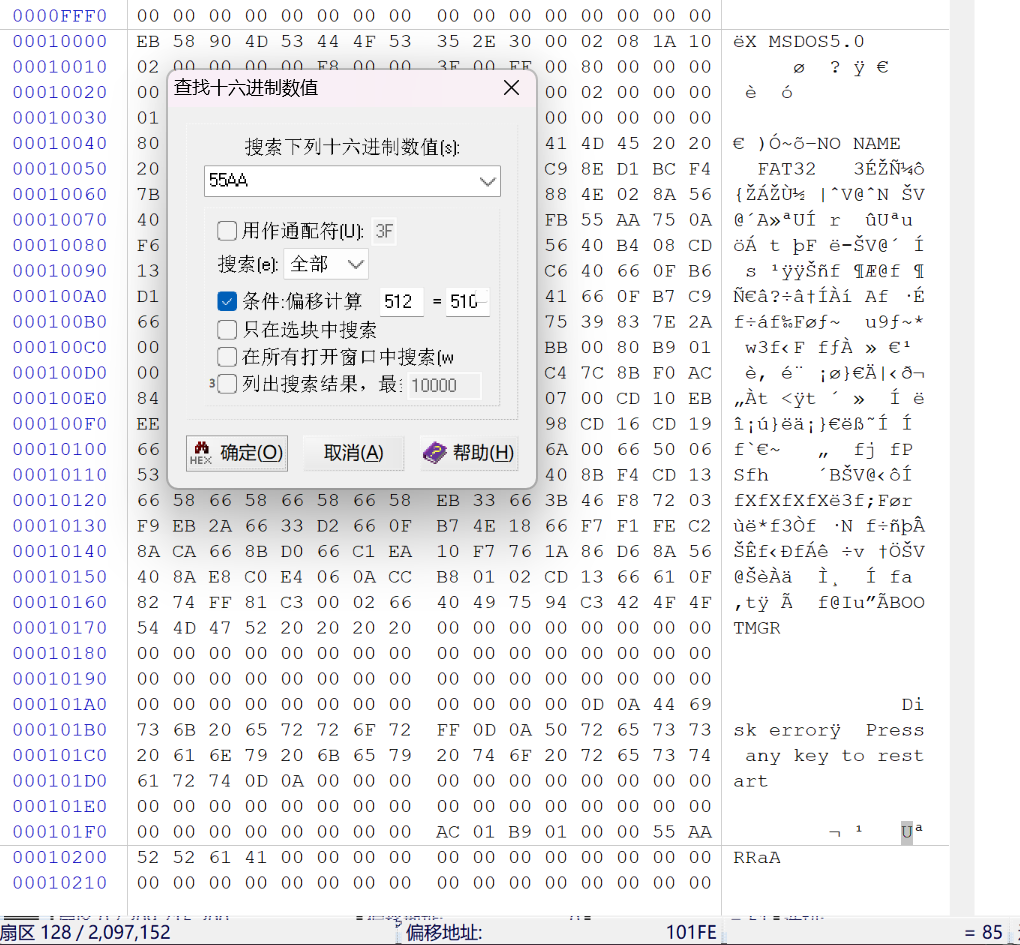 0000FFF0 00 00 00 00 00 00 00 00 00 00 00 00 00 00 00 00
00010000 EB 58 90 4D 53 44 4F 53 35 2E 30 00 02 08 1A 10 ëX MSDOS5.0
00010010 02 00 00 00 00 F8 00 00 3F 00 FF 00 80 00 00 00 ø ? ÿ €
00010020 00 00 02 00 00 00 00 è ó
00010030 01 00 00 00 00 00 00 00
00010040 80 41 4D 45 20 20 € )Ó~õ-NO NAME
00010050 20 C9 8E D1 BC F4 FAT32 3ÉŽÑ¼ô
00010060 7B 88 4E 02 8A 56 {ŽÁŽÙ½ |ˆV@ˆN ŠV
00010070 40 FB 55 AA 75 0A @´A»ªUÍ r ûUªu
00010080 F6 56 40 B4 08 CD öÁ t þF ë-ŠV@´ Í
00010090 13 C6 40 66 0F B6 s ¹ÿÿŠñf ¶Æ@f ¶
000100A0 D1 41 66 0F B7 C9 Ñ€â?÷â†ÍÀí Af ·É
000100B0 66 75 39 83 7E 2A f÷áf‰Føƒ~ u9ƒ~*
000100C0 00 BB 00 80 B9 01 w3f‹F fƒÀ » €¹
000100D0 00 C4 7C 8B F0 AC è, é¨ ¡ø}€Ä|‹ð¬
000100E0 84 07 00 CD 10 EB „Àt <ÿt ´ » Í ë
000100F0 EE 98 CD 16 CD 19 î¡ú}ëä¡}€ëß˜Í Í
00010100 66 6A 00 66 50 06 f`€~ „ fj fP
00010110 53 40 8B F4 CD 13 Sfh ´BŠV@‹ôÍ
00010120 66 58 66 58 66 58 66 58 EB 33 66 3B 46 F8 72 03 fXfXfXfXë3f;Før
00010130 F9 EB 2A 66 33 D2 66 0F B7 4E 18 66 F7 F1 FE C2 ùë*f3Òf ·N f÷ñþÂ
00010140 8A CA 66 8B D0 66 C1 EA 10 F7 76 1A 86 D6 8A 56 ŠÊf‹ÐfÁê ÷v †ÖŠV
00010150 40 8A E8 C0 E4 06 0A CC B8 01 02 CD 13 66 61 0F @ŠèÀä Ì¸ Í fa
00010160 82 74 FF 81 C3 00 02 66 40 49 75 94 C3 42 4F 4F ‚tÿ Ã f@Iu”ÃBOO
00010170 54 4D 47 52 20 20 20 20 00 00 00 00 00 00 00 00 TMGR
00010180 00 00 00 00 00 00 00 00 00 00 00 00 00 00 00 00
00010190 00 00 00 00 00 00 00 00 00 00 00 00 00 00 00 00
000101A0 00 00 00 00 00 00 00 00 00 00 00 00 0D 0A 44 69 Di
000101B0 73 6B 20 65 72 72 6F 72 FF 0D 0A 50 72 65 73 73 sk errorÿ Press
000101C0 20 61 6E 79 20 6B 65 79 20 74 6F 20 72 65 73 74 any key to rest
000101D0 61 72 74 0D 0A 00 00 00 00 00 00 00 00 00 00 00 art
000101E0 00 00 00 00 00 00 00 00 00 00 00 00 00 00 00 00
000101F0 00 00 00 00 00 00 00 00 AC 01 B9 01 00 00 55 AA ¬ ¹ Uª
00010200 52 52 61 41 00 00 00 00 00 00 00 00 00 00 00 00 RRaA
00010210 00 00 00 00 00 00 00 00 00 00 00 00 00 00 00 00
查找十六进制数值
搜索下列十六进制数值(s):
55AA
用作通配符(U): 3F
搜索(e): 全部
条件:偏移计算 512 = 510
只在选块中搜索
在所有打开窗口中搜索(w
3 列出搜索结果，最 10000
HEX 确定(O) 取消(A) 帮助(H)
扇区 128 / 2,097,152 偏移地址: 101FE = 85